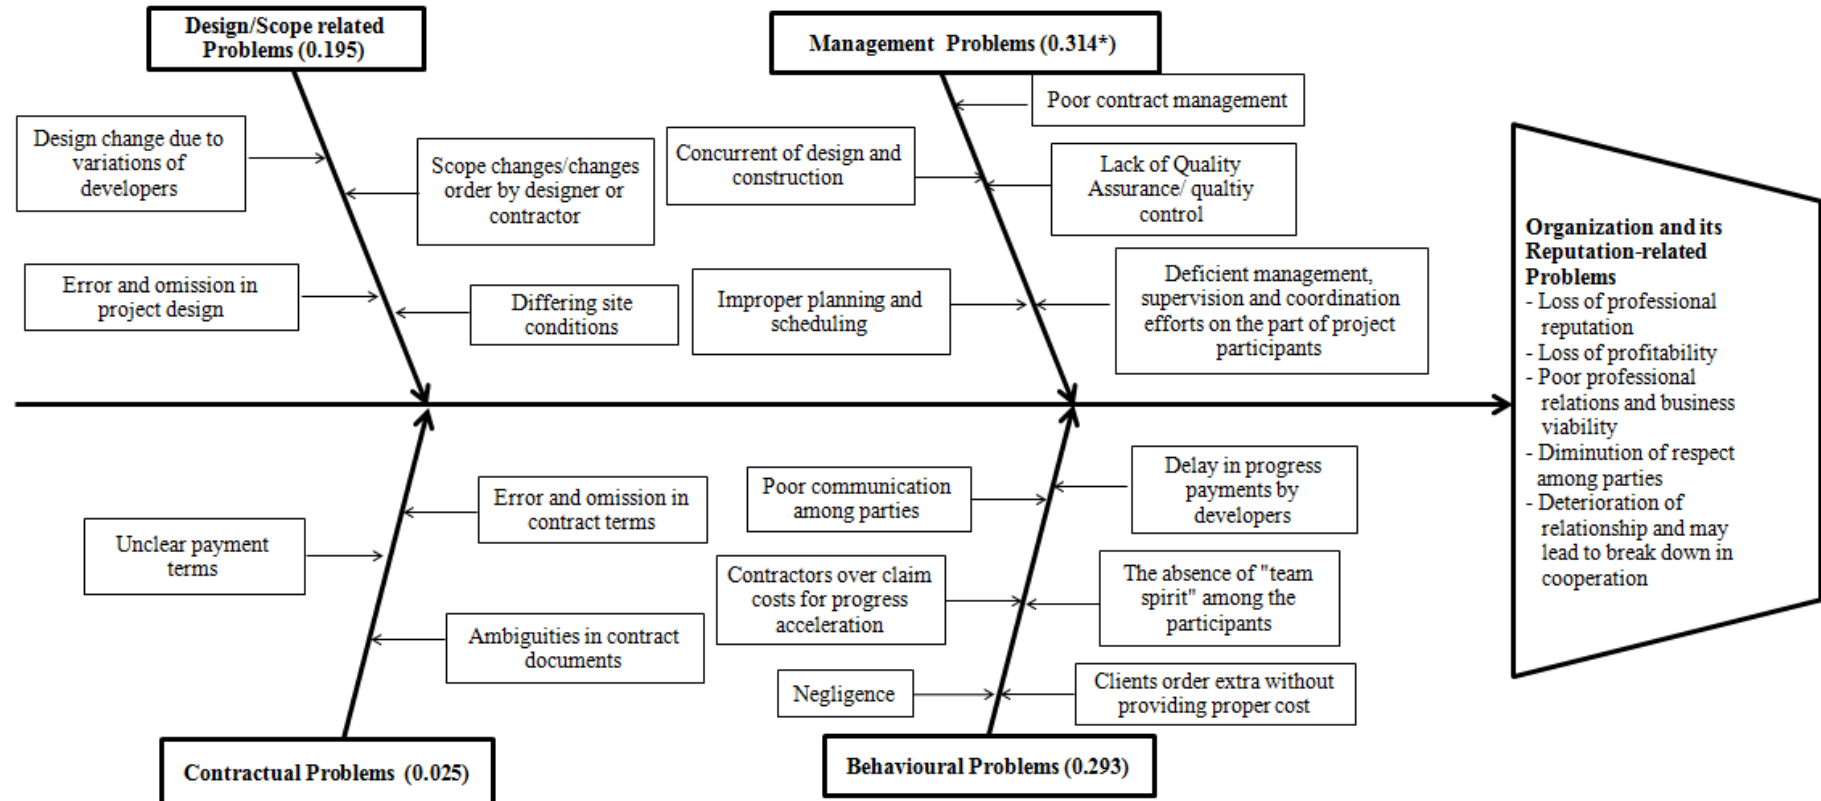 Design/Scope related
Problems (0.195)
Management Problems (0.314*)
Poor contract management
Design change due to
variations of
developers
Scope changes/changes
order by designer or
contractor
Concurrent of design and
construction
Lack of Quality
Assurance/ qualtiy
control
Error and omission in
project design
Differing site
conditions
Improper planning and
scheduling
Deficient management,
supervision and coordination
efforts on the part of project
participants
Organization and its
Reputation-related
Problems
- Loss of professional
reputation
- Loss of profitability
- Poor professional
relations and business
viability
- Diminution of respect
among parties
- Deterioration of
relationship and may
lead to break down in
cooperation
Error and omission in
contract terms
Unclear payment
terms
Ambiguities in contract
documents
Poor communication
among parties
Delay in progress
payments by
developers
Contractors over claim
costs for progress
acceleration
The absence of "team
spirit" among the
participants
Negligence
Clients order extra without
providing proper cost
Contractual Problems (0.025)
Behavioural Problems (0.293)